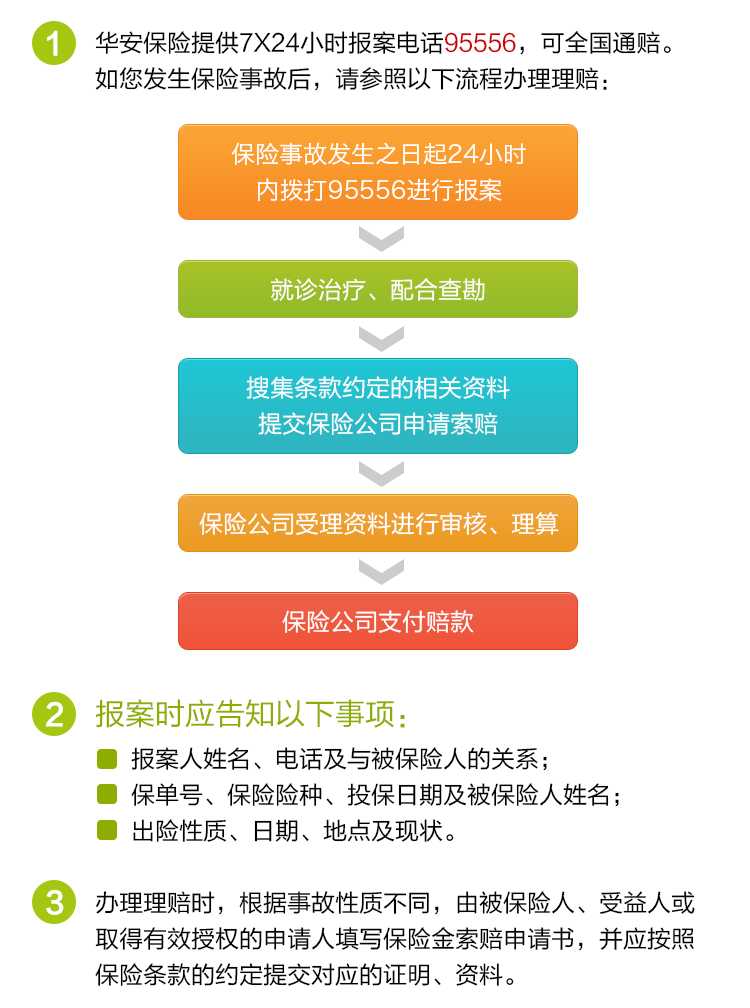 1 华安保险提供7X24小时报案电话95556，可全国通赔。
如您发生保险事故后，请参照以下流程办理理赔：
保险事故发生之日起24小时
内拨打95556进行报案
就诊治疗、配合查勘
搜集条款约定的相关资料
提交保险公司申请索赔
保险公司受理资料进行审核、理算
保险公司支付赔款
2 报案时应告知以下事项：
报案人姓名、电话及与被保险人的关系；
保单号、保险险种、投保日期及被保险人姓名；
出险性质、日期、地点及现状。
3 办理理赔时，根据事故性质不同，由被保险人、受益人或
取得有效授权的申请人填写保险金索赔申请书，并应按照
保险条款的约定提交对应的证明、资料。